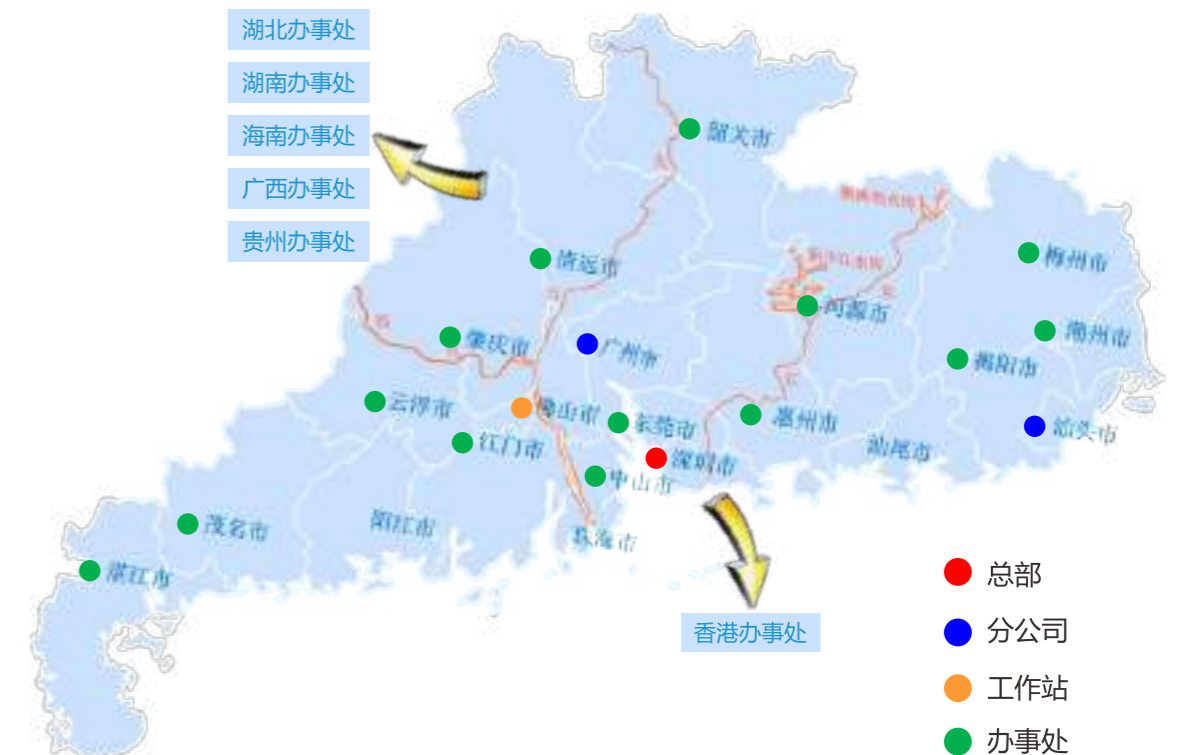 湖北办事处
湖南办事处
海南办事处
广西办事处
贵州办事处
韶关市
梅州市
清远市
河源市
潮州市
肇庆市
广州市
揭阳市
云浮市
佛山市
东莞市
惠州市
汕头市
江门市
深圳市
汕尾市
中山市
茂名市
阳江市
珠海市
湛江市
香港办事处
总部
分公司
工作站
办事处